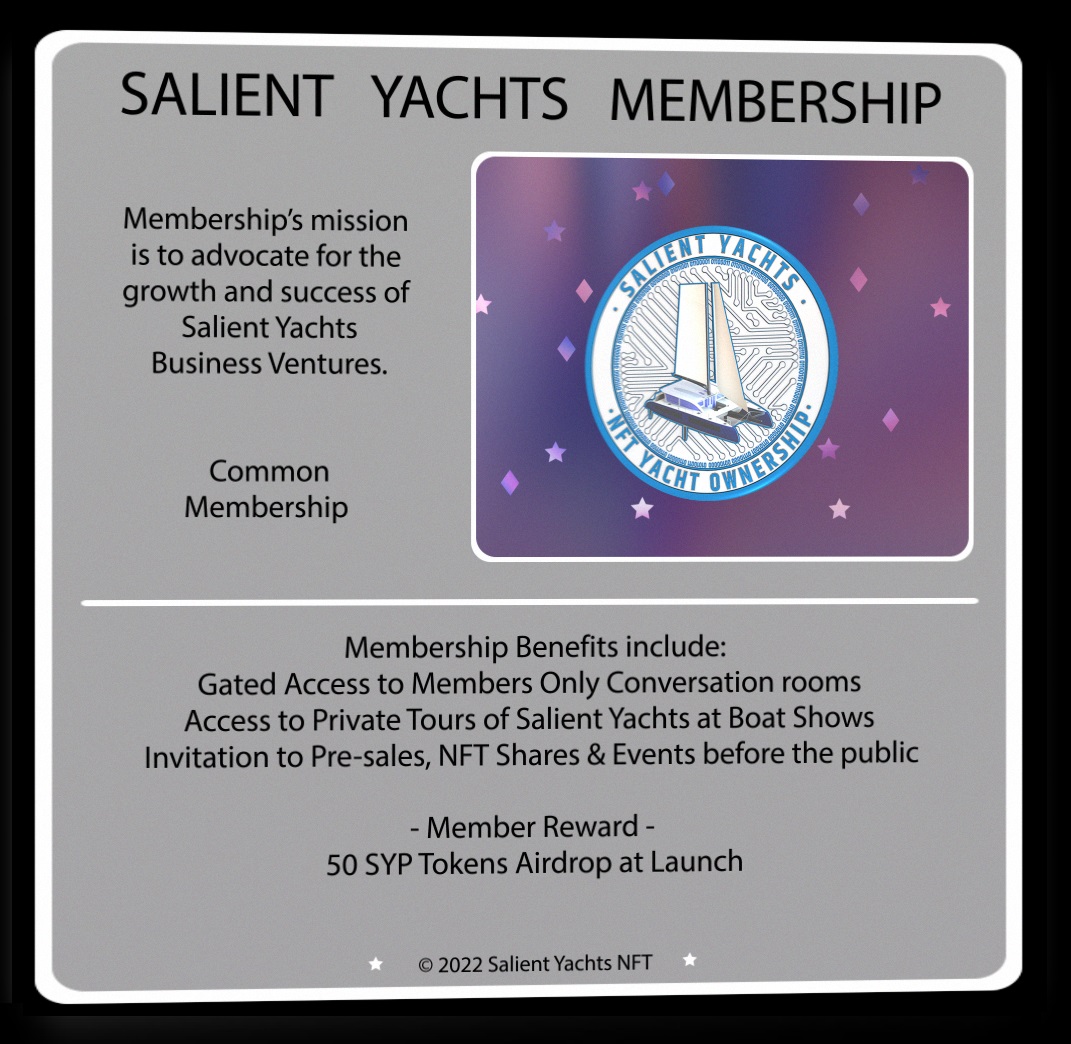 SALIENT YACHTS MEMBERSHIP
Membership's mission
is to advocate for the
growth and success of
Salient Yachts
Business Ventures.
Common
Membership
· SALIENT YACHTS ·
· NFT YACHT OWNERSHIP ·
Membership Benefits include:
Gated Access to Members Only Conversation rooms
Access to Private Tours of Salient Yachts at Boat Shows
Invitation to Pre-sales, NFT Shares & Events before the public
- Member Reward -
50 SYP Tokens Airdrop at Launch
© 2022 Salient Yachts NFT